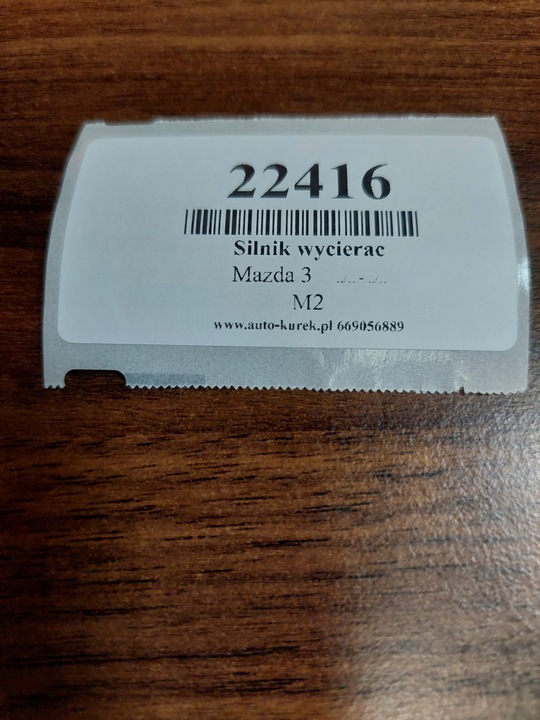 22416
Silnik wycierac
Mazda 3 ../.. - ../..
M2
www.auto-kurek.pl 669056889